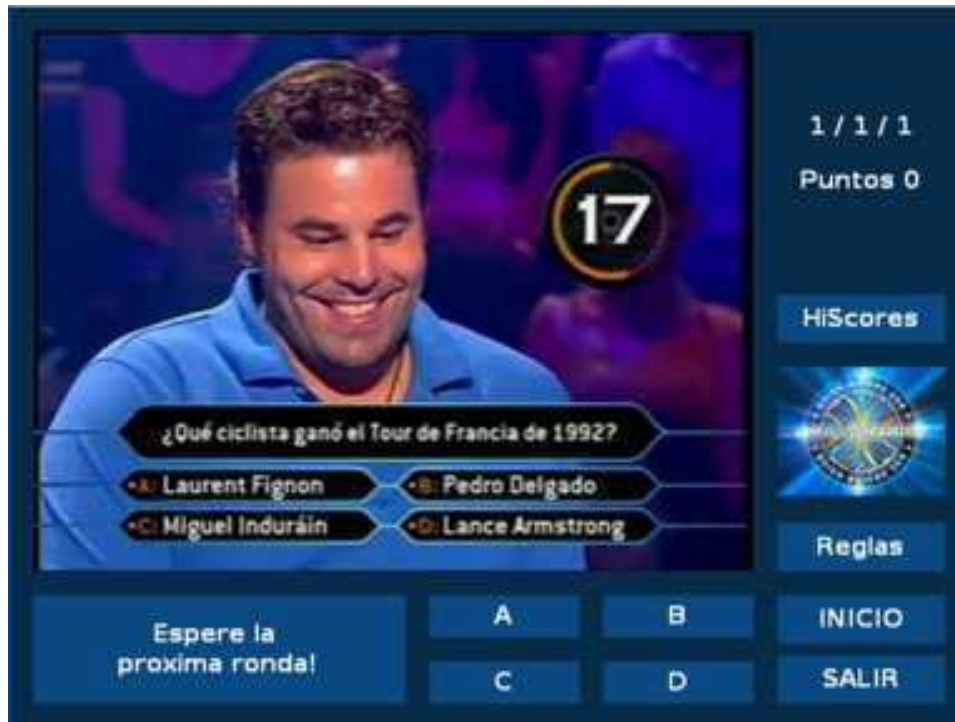 1 / 1 / 1
Puntos 0
17
HiScores
¿Qué ciclista ganó el Tour de Francia de 1992?
A: Laurent Fignon
B: Pedro Delgado
C: Miguel Induráin
D: Lance Armstrong
Reglas
Espere la
proxima ronda!
A
B
C
D
INICIO
SALIR